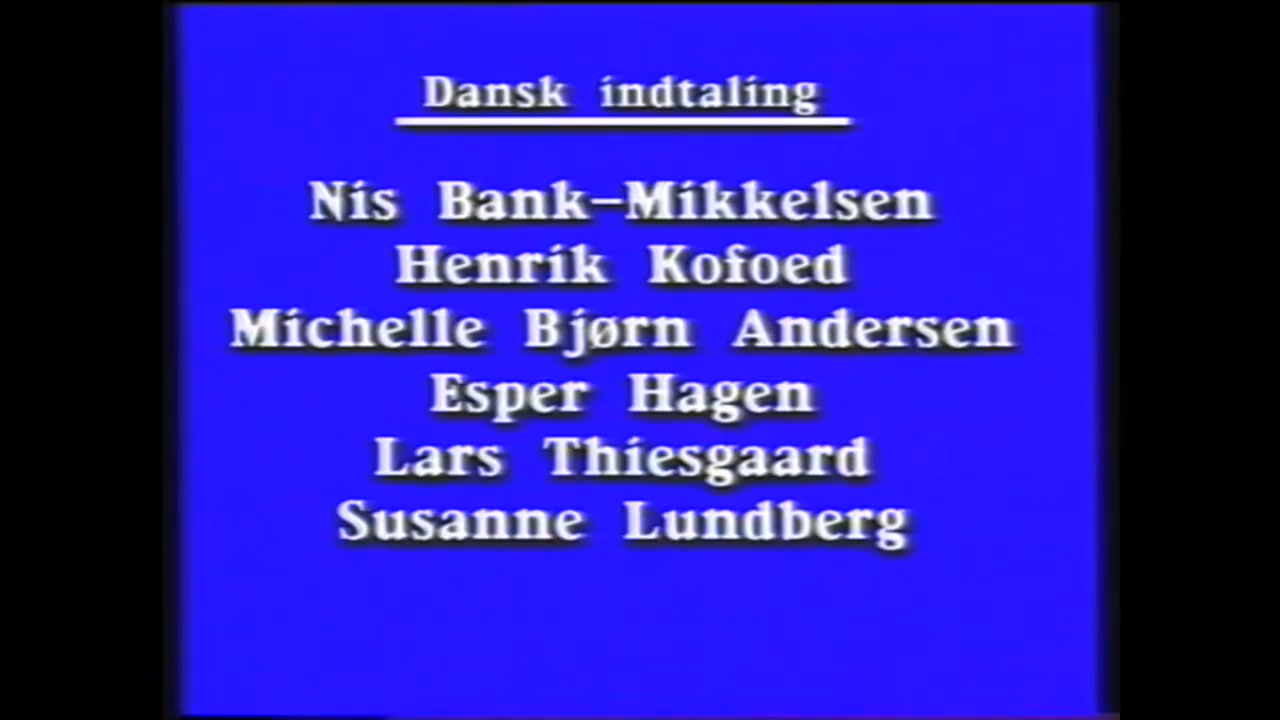 Dansk indtaling
Nis Bank-Mikkelsen
Henrik Kofoed
Michelle Bjørn Andersen
Esper Hagen
Lars Thiesgaard
Susanne Lundberg